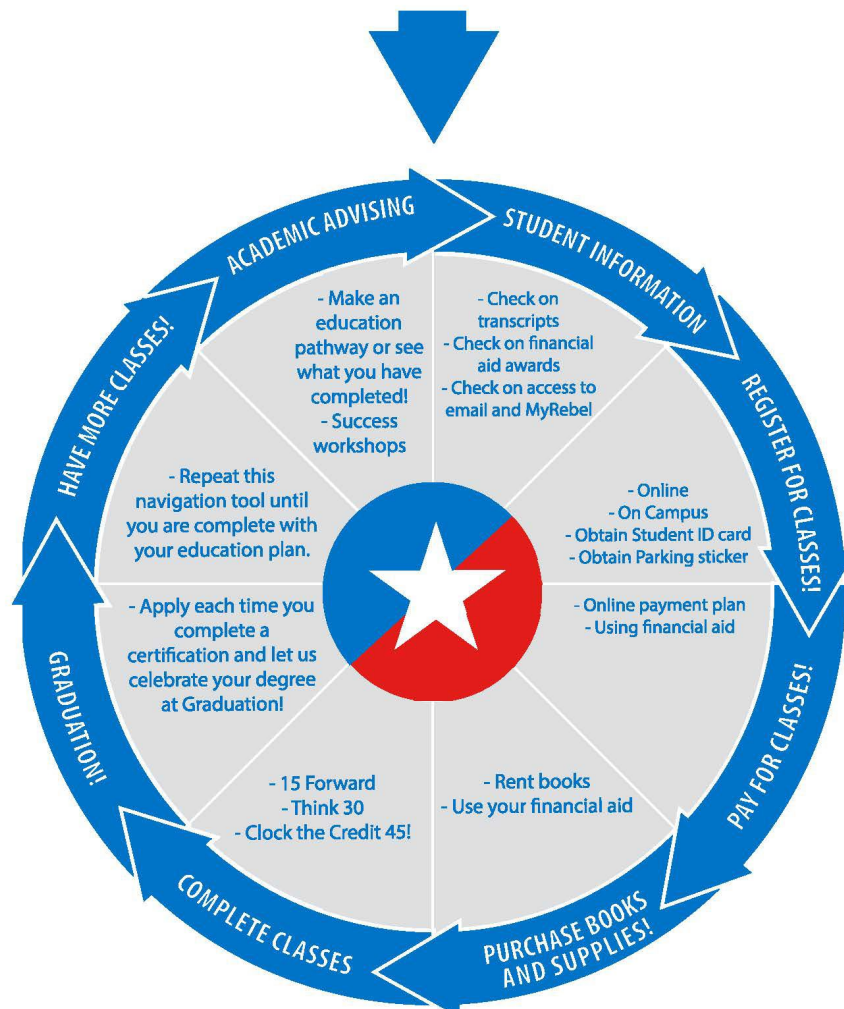 STUDENT INFORMATION
- Check on
transcripts
- Check on financial
aid awards
- Check on access to
email and MyRebel
REGISTER FOR CLASSES!
- Online
- On Campus
- Obtain Student ID card
- Obtain Parking sticker
PAY FOR CLASSES!
- Online payment plan
- Using financial aid
PURCHASE BOOKS
AND SUPPLIES!
- Rent books
- Use your financial aid
COMPLETE CLASSES
- 15 Forward
- Think 30
- Clock the Credit 45!
GRADUATION!
- Apply each time you
complete a
certification and let us
celebrate your degree
at Graduation!
HAVE MORE CLASSES!
- Repeat this
navigation tool until
you are complete with
your education plan.
ACADEMIC ADVISING
- Make an
education
pathway or see
what you have
completed!
- Success
workshops